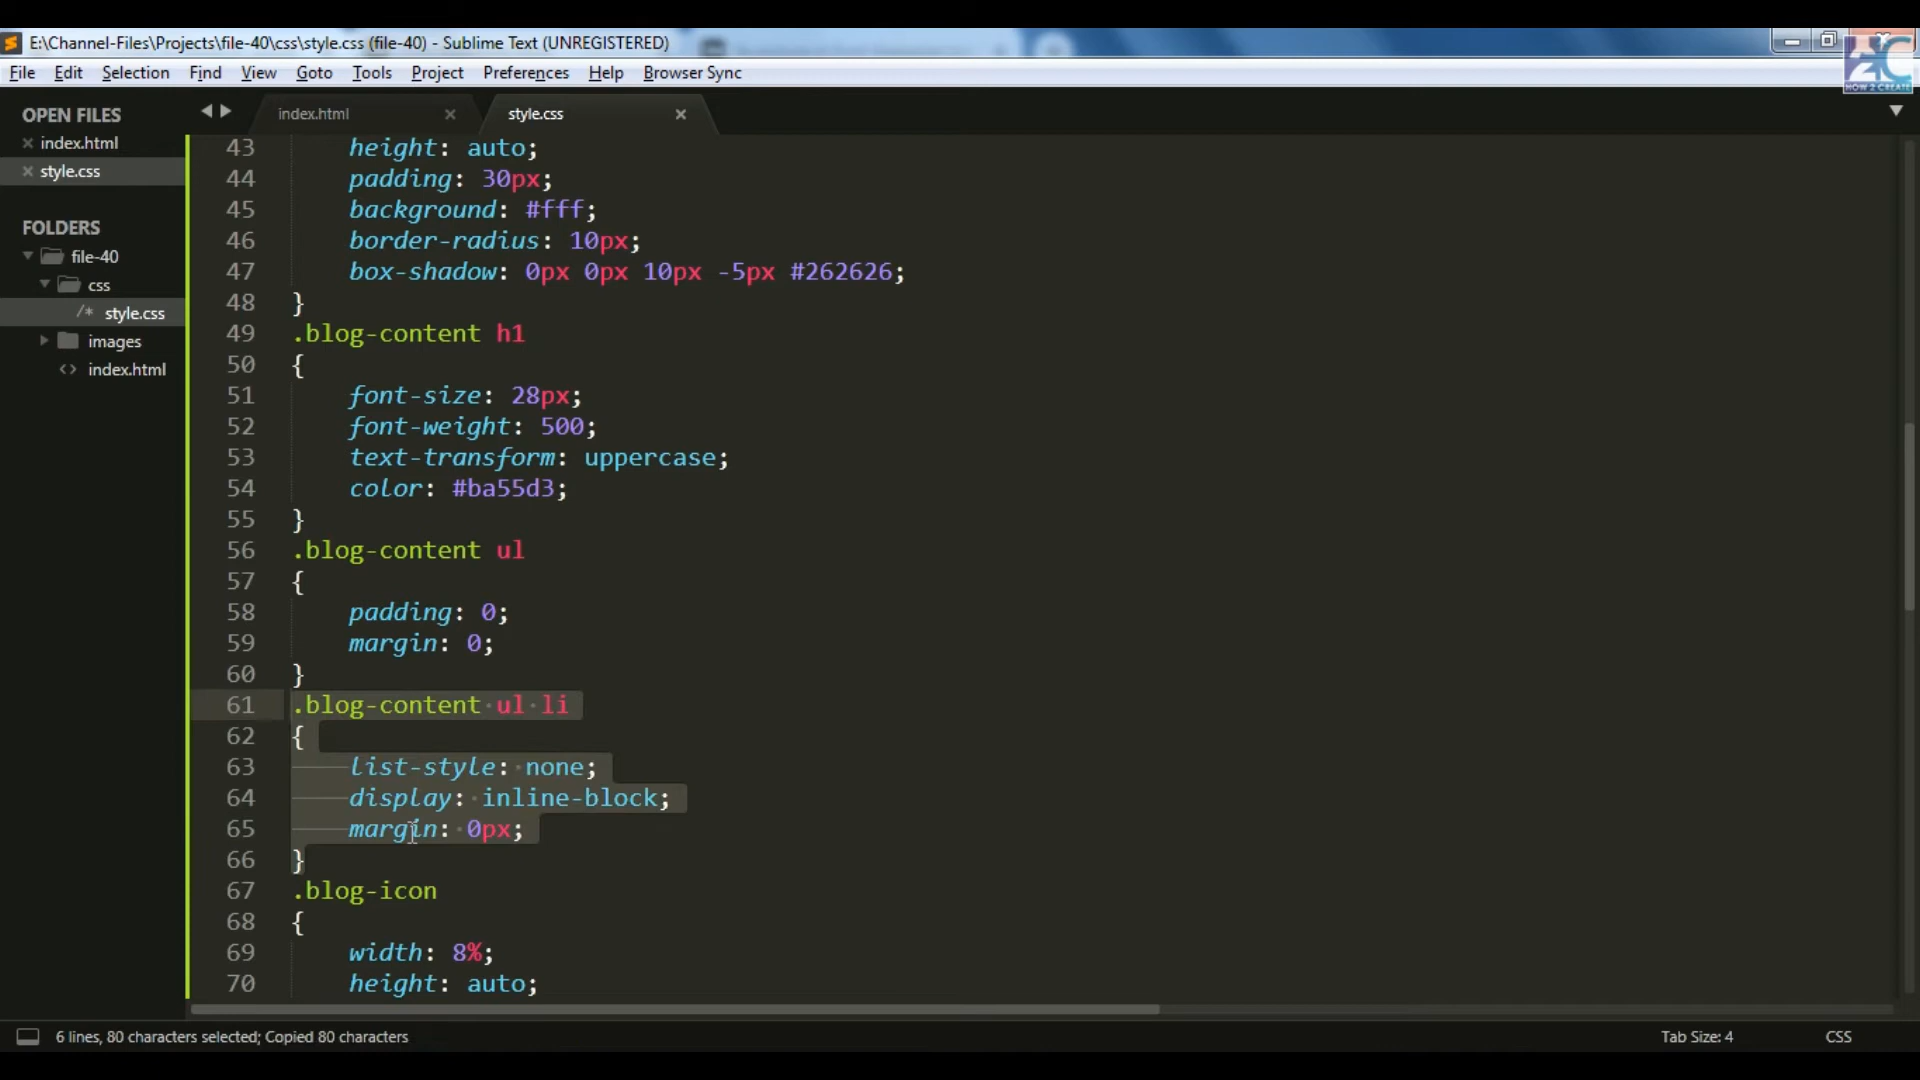 E:\Channel-Files\Projects\file-40\css\style.css (file-40) - Sublime Text (UNREGISTERED)
File Edit Selection Find View Goto Tools Project Preferences Help Browser Sync
HOW 2 CREATE
OPEN FILES
index.html
style.css
FOLDERS
file-40
css
/* style.css
images
<> index.html
index.html
style.css
43 height: auto;
44 padding: 30px;
45 background: #fff;
46 border-radius: 10px;
47 box-shadow: 0px 0px 10px -5px #262626;
48 }
49 .blog-content h1
50 {
51 font-size: 28px;
52 font-weight: 500;
53 text-transform: uppercase;
54 color: #ba55d3;
55 }
56 .blog-content ul
57 {
58 padding: 0;
59 margin: 0;
60 }
61 .blog-content ul li
62 {
63 list-style: none;
64 display: inline-block;
65 margin: 0px;
66 }
67 .blog-icon
68 {
69 width: 8%;
70 height: auto;
6 lines, 80 characters selected; Copied 80 characters
Tab Size: 4
CSS